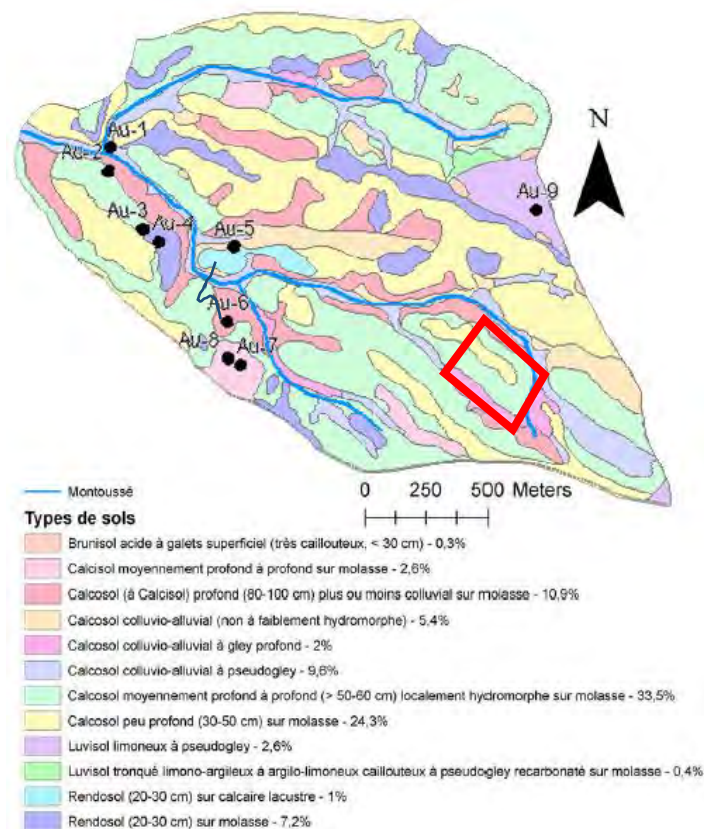 N
Au-1
Au-2
Au-9
Au-3
Au-4
Au-5
Au-6
Au-8
Au-7
Montoussé
0 250 500 Meters
Types de sols
Brunisol acide à galets superficiel (très caillouteux, < 30 cm) - 0,3%
Calcisol moyennement profond à profond sur molasse - 2,6%
Calcosol (à Calcisol) profond (80-100 cm) plus ou moins colluvial sur molasse - 10,9%
Calcosol colluvio-alluvial (non à faiblement hydromorphe) - 5,4%
Calcosol colluvio-alluvial à gley profond - 2%
Calcosol colluvio-alluvial à pseudogley - 9,6%
Calcosol moyennement profond à profond (> 50-60 cm) localement hydromorphe sur molasse - 33,5%
Calcosol peu profond (30-50 cm) sur molasse - 24,3%
Luvisol limoneux à pseudogley - 2,6%
Luvisol tronqué limono-argileux à argilo-limoneux caillouteux à pseudogley recarbonaté sur molasse - 0,4%
Rendosol (20-30 cm) sur calcaire lacustre - 1%
Rendosol (20-30 cm) sur molasse - 7,2%